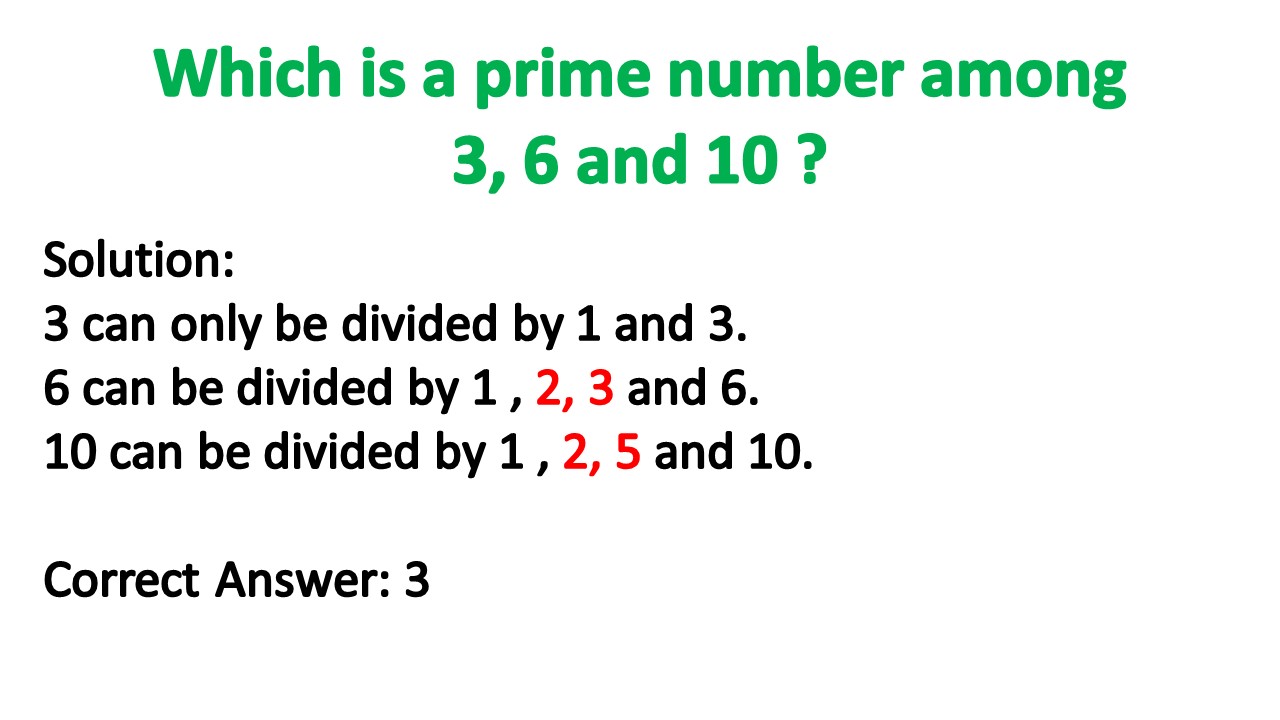 Which is a prime number among
3, 6 and 10 ?
Solution:
3 can only be divided by 1 and 3.
6 can be divided by 1 , 2, 3 and 6.
10 can be divided by 1 , 2, 5 and 10.
Correct Answer: 3